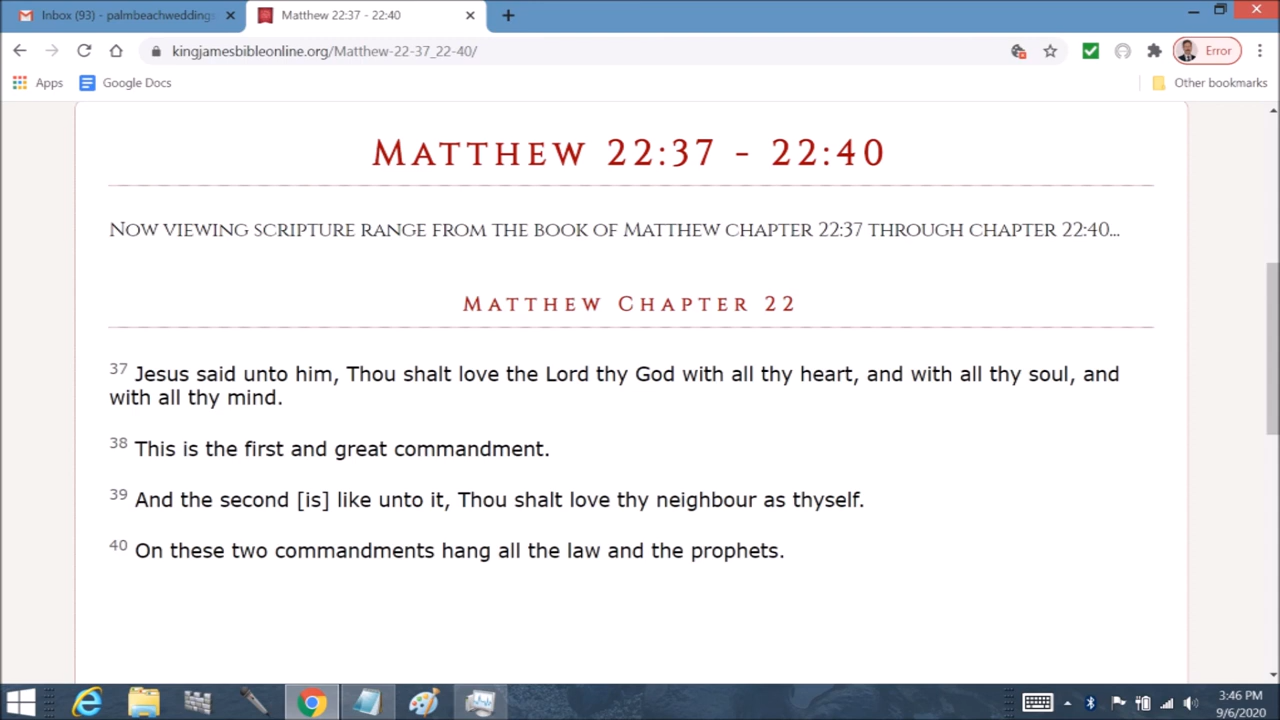 Inbox (93) - palmbeachwedding
Matthew 22:37 - 22:40
kingjamesbibleonline.org/Matthew-22-37_22-40/
Error
Apps
Google Docs
Other bookmarks
Matthew 22:37 - 22:40
Now viewing scripture range from the book of Matthew chapter 22:37 through chapter 22:40...
Matthew Chapter 22
37 Jesus said unto him, Thou shalt love the Lord thy God with all thy heart, and with all thy soul, and
with all thy mind.
38 This is the first and great commandment.
39 And the second [is] like unto it, Thou shalt love thy neighbour as thyself.
40 On these two commandments hang all the law and the prophets.
3:46 PM
9/6/2020